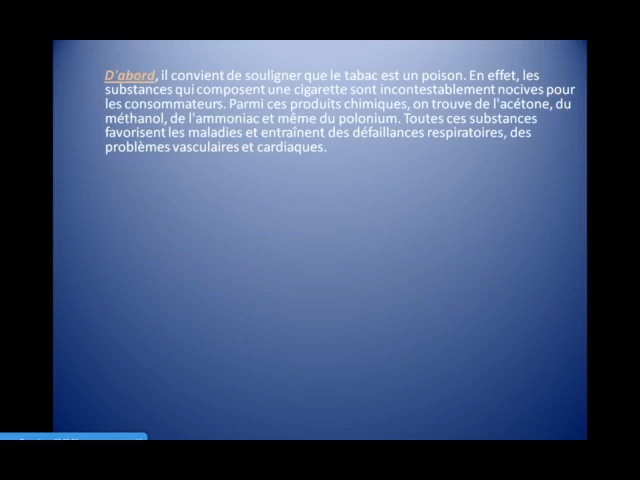 D'abord, il convient de souligner que le tabac est un poison. En effet, les
substances qui composent une cigarette sont incontestablement nocives pour
les consommateurs. Parmi ces produits chimiques, on trouve de l'acétone, du
méthanol, de l'ammoniac et même du polonium. Toutes ces substances
favorisent les maladies et entraînent des défaillances respiratoires, des
problèmes vasculaires et cardiaques.